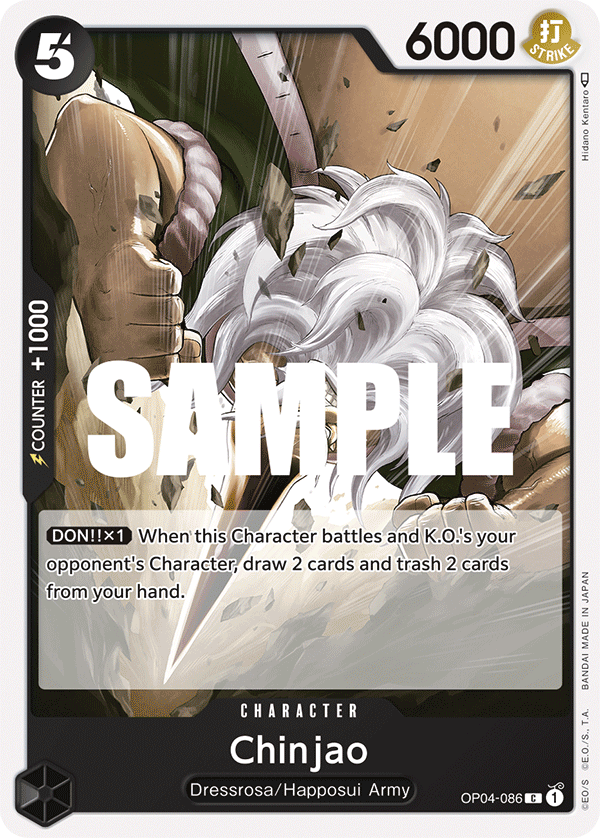 5
6000
打
STRIKE
Hidano Kentaro
COUNTER +1000
SAMPLE
DON!!×1 When this Character battles and K.O.'s your
opponent's Character, draw 2 cards and trash 2 cards
from your hand.
CHARACTER
Chinjao
Dressrosa/Happosui Army
OP04-086 C 1
©E.O/S ©E.O./S., T.A. BANDAI MADE IN JAPAN